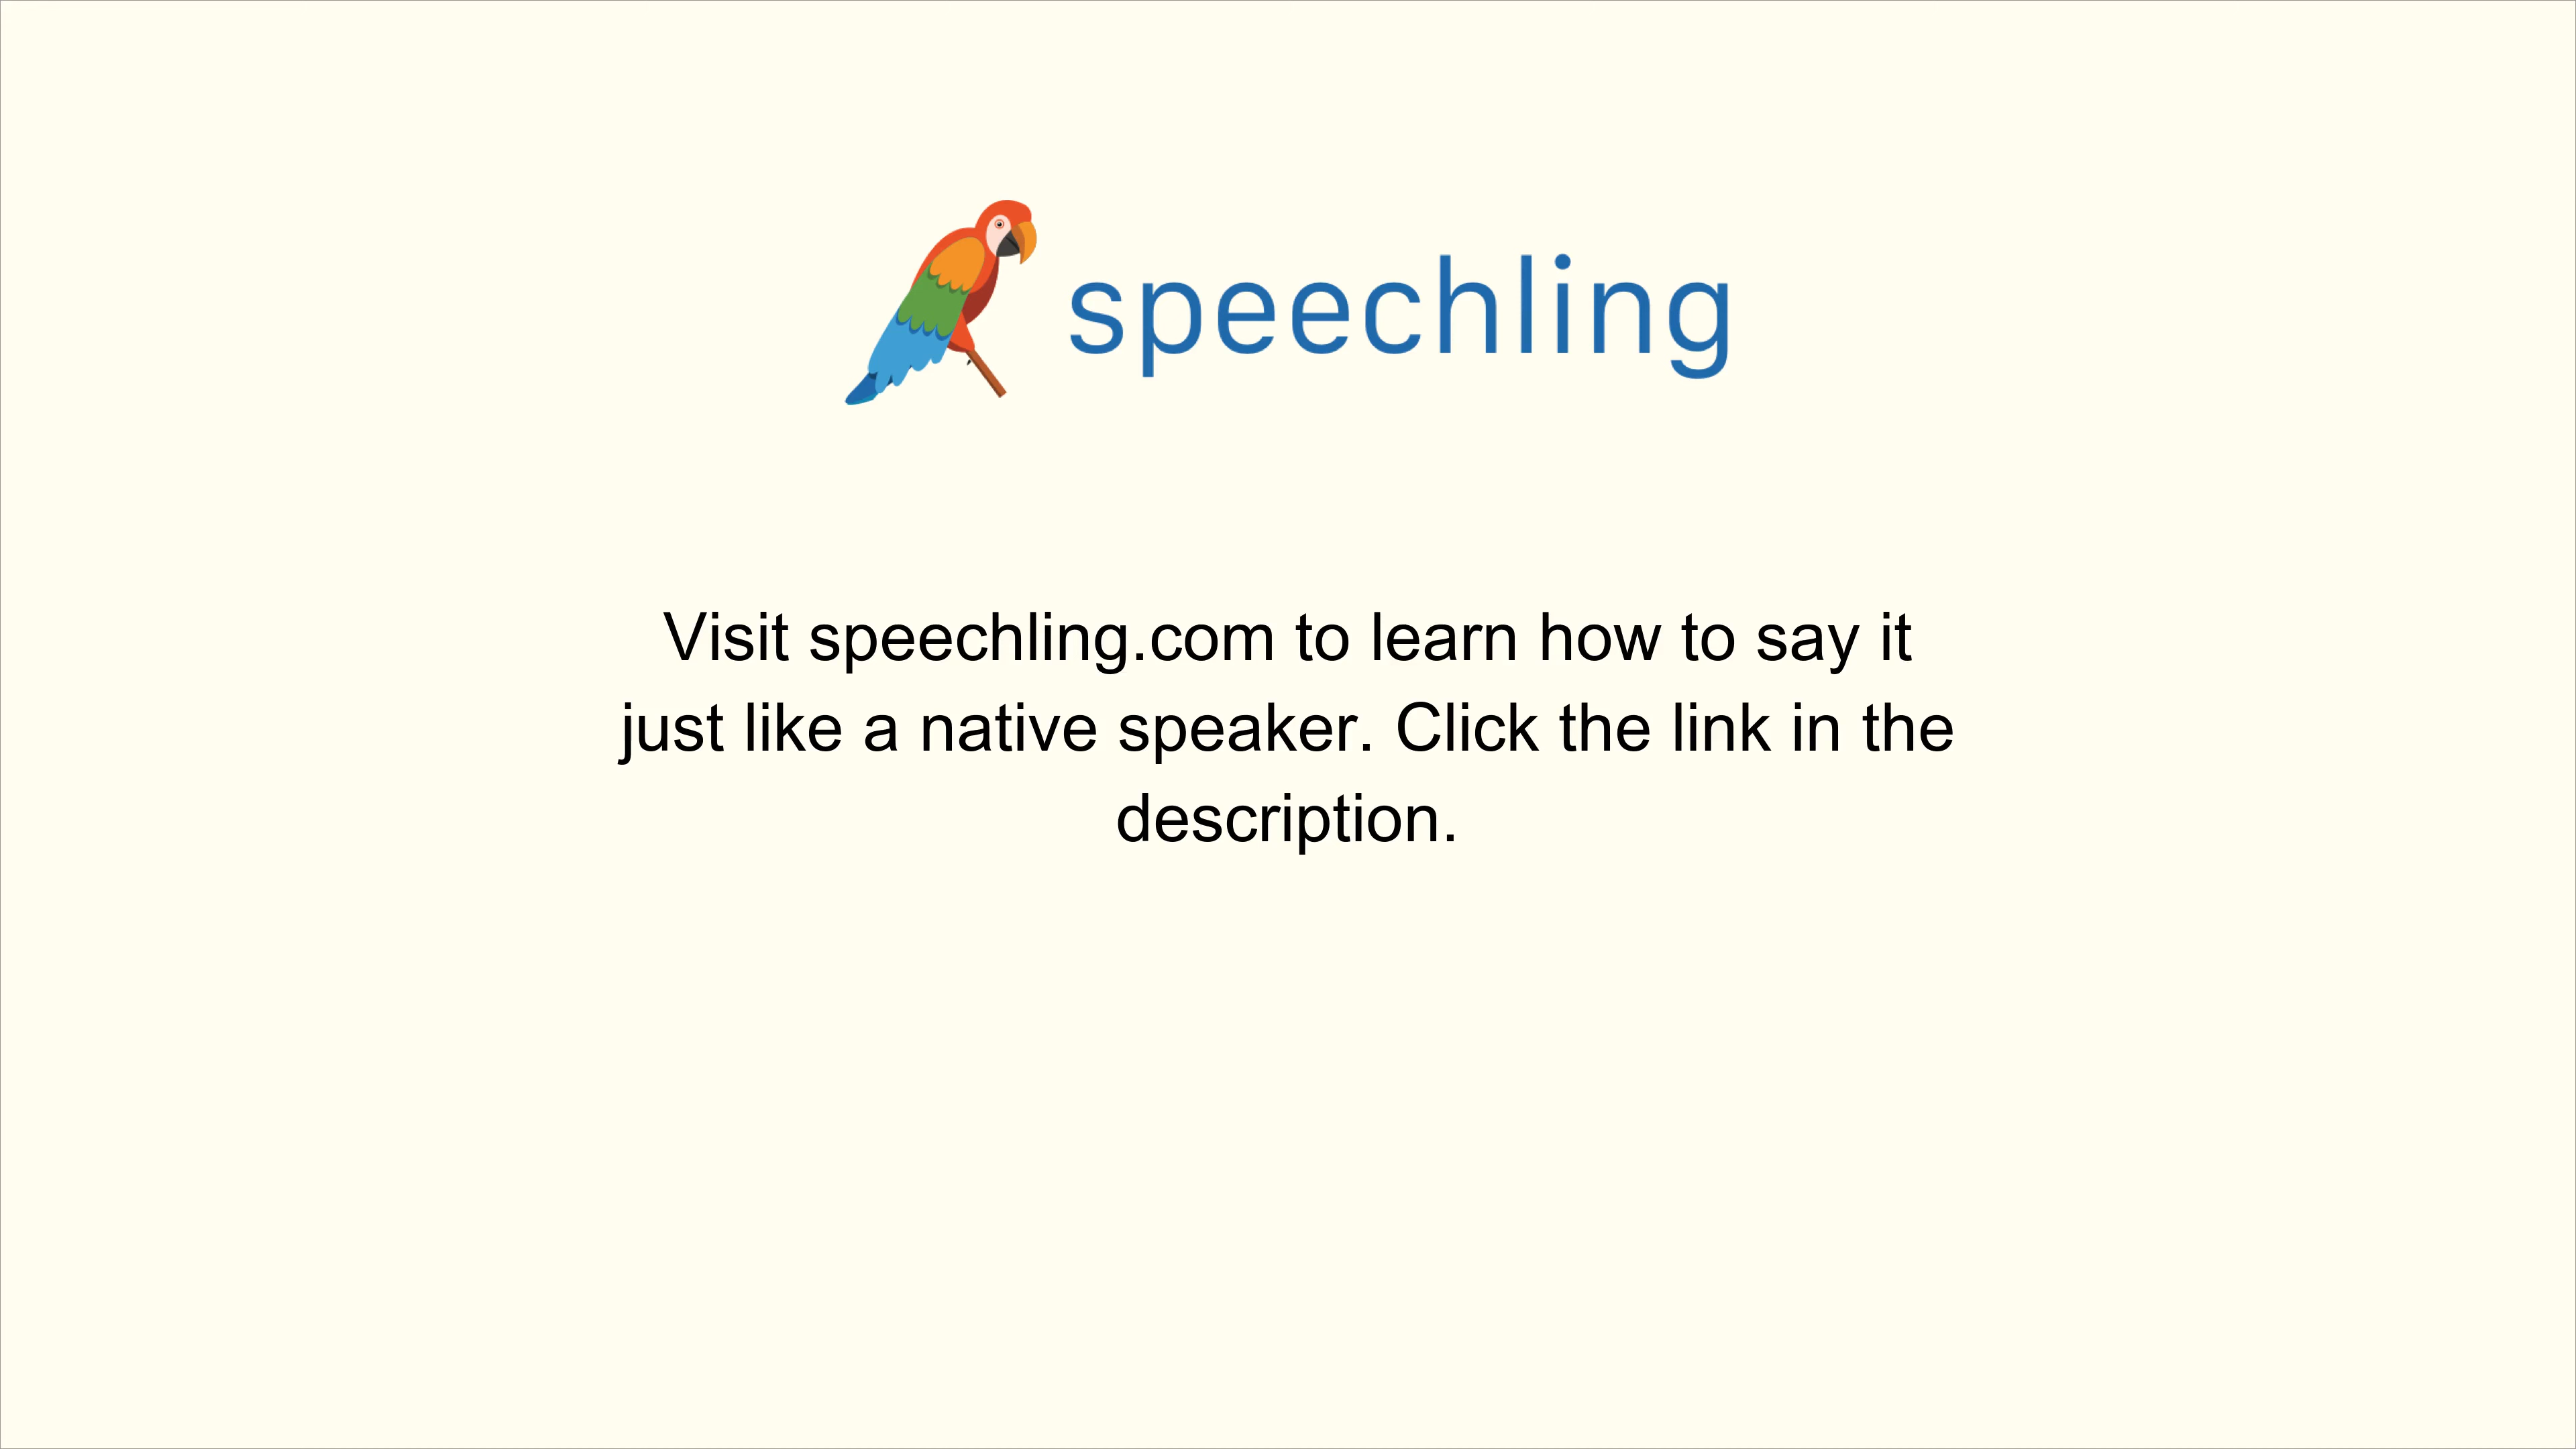 speechling
Visit speechling.com to learn how to say it
just like a native speaker. Click the link in the
description.